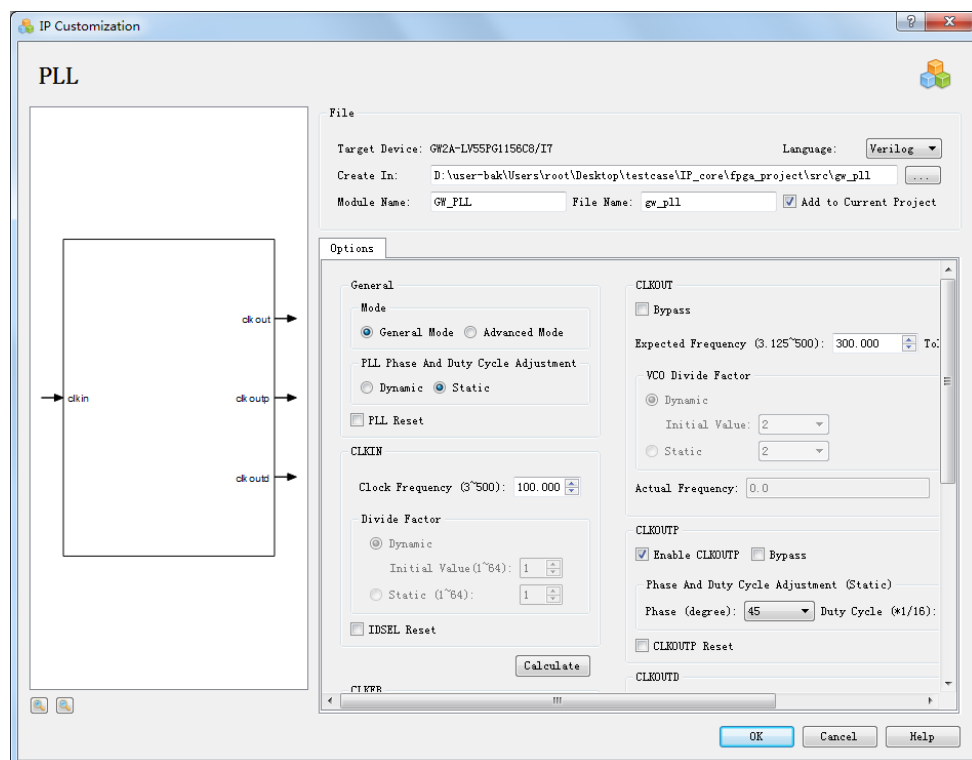 IP Customization
PLL
File
Target Device: GW2A-LV55PG1156C8/I7 Language: Verilog
Create In: D:\user-bak\Users\root\Desktop\testcase\IP_core\fpga_project\src\gw_pll ...
Module Name: GW_PLL File Name: gw_pll Add to Current Project
Options
clkin
clkout
clkoutp
clkoutd
General
Mode
General Mode Advanced Mode
PLL Phase And Duty Cycle Adjustment
Dynamic Static
PLL Reset
CLKIN
Clock Frequency (3~500): 100.000
Divide Factor
Dynamic
Initial Value(1~64): 1
Static (1~64): 1
IDSEL Reset
Calculate
CLKFB
CLKOUT
Bypass
Expected Frequency (3.125~500): 300.000
VCO Divide Factor
Dynamic
Initial Value: 2
Static 2
Actual Frequency: 0.0
CLKOUTP
Enable CLKOUTP Bypass
Phase And Duty Cycle Adjustment (Static)
Phase (degree): 45 Duty Cycle (*1/16):
CLKOUTP Reset
CLKOUTD
OK Cancel Help